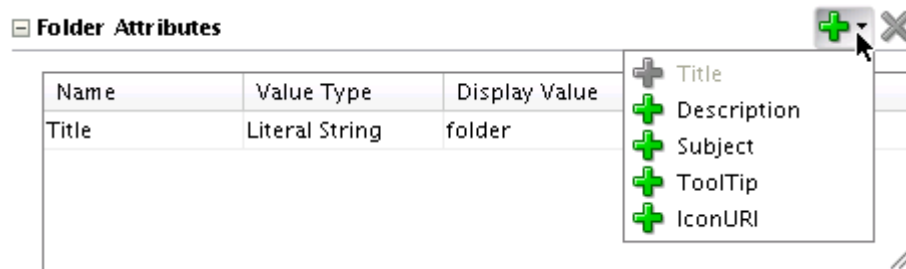 Folder Attributes
Name Value Type Display Value
Title Literal String folder
Title
Description
Subject
ToolTip
IconURI